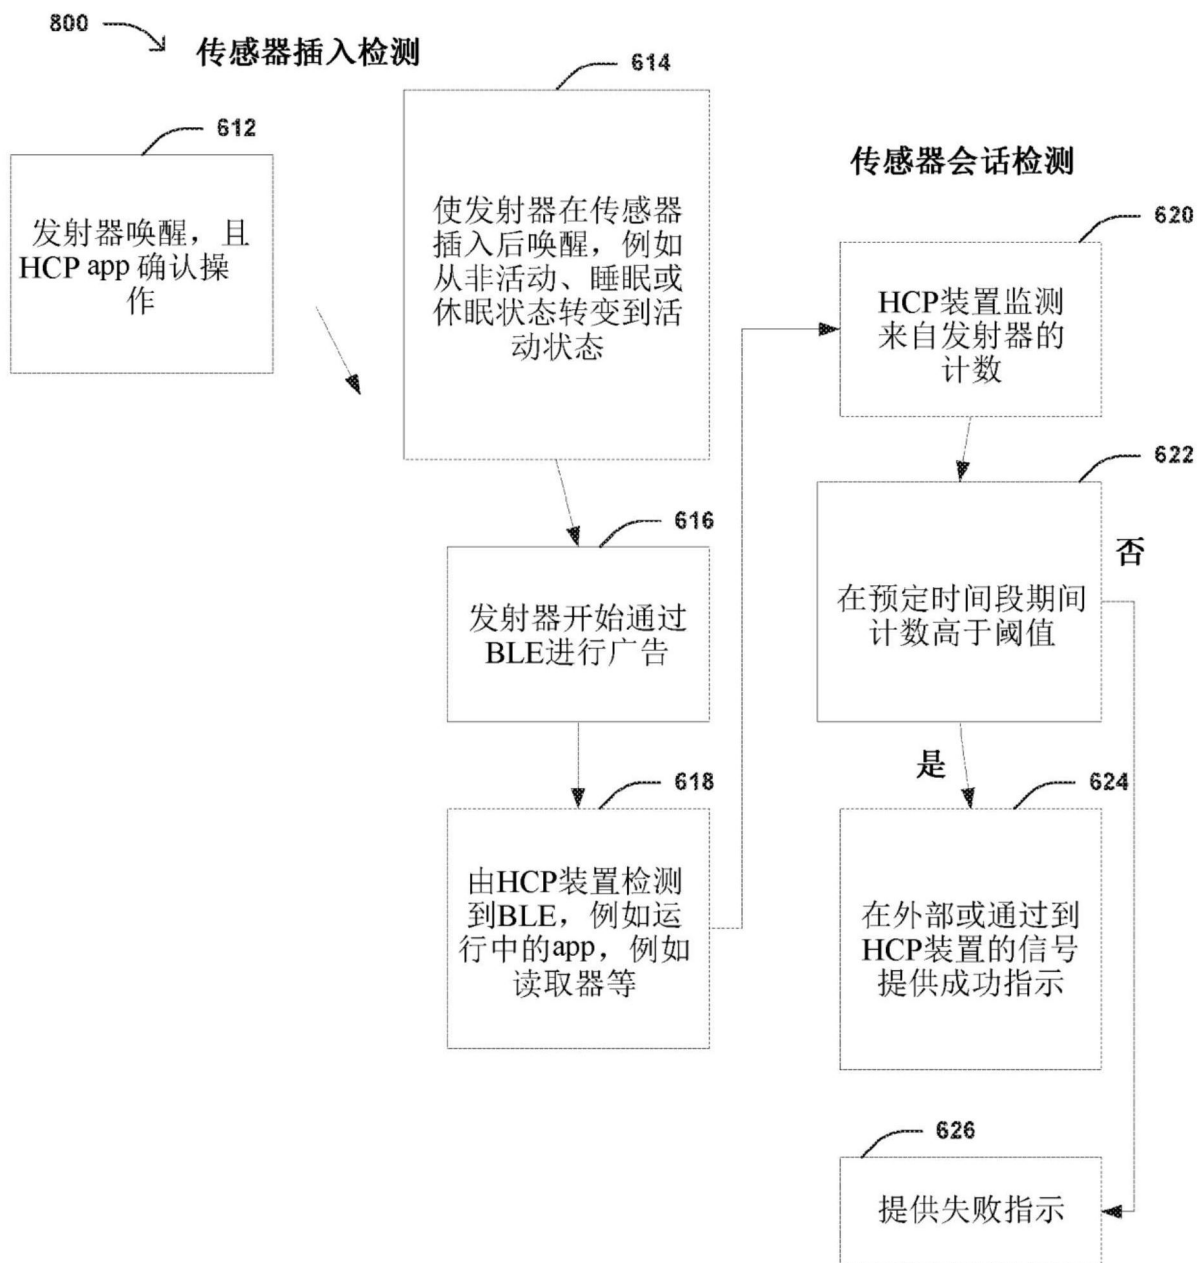 800
传感器插入检测
612
发射器唤醒，且
HCP app 确认操
作
614
使发射器在传感器
插入后唤醒，例如
从非活动、睡眠或
休眠状态转变到活
动状态
616
发射器开始通过
BLE进行广告
618
由HCP装置检测
到BLE，例如运
行中的app，例如
读取器等
传感器会话检测
620
HCP装置监测
来自发射器的
计数
622
在预定时间段期间
计数高于阈值
否
是
624
在外部或通过到
HCP装置的信号
提供成功指示
626
提供失败指示